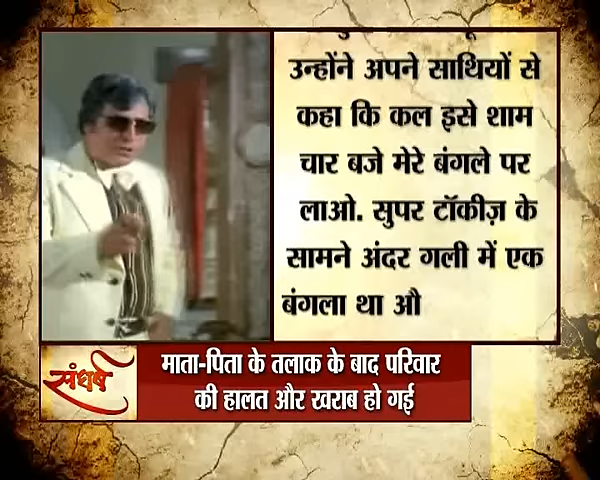 उन्होंने अपने साथियों से
कहा कि कल इसे शाम
चार बजे मेरे बंगले पर
लाओ. सुपर टॉकीज़ के
सामने अंदर गली में एक
बंगला था औ
संघर्ष
माता-पिता के तलाक के बाद परिवार
की हालत और खराब हो गई